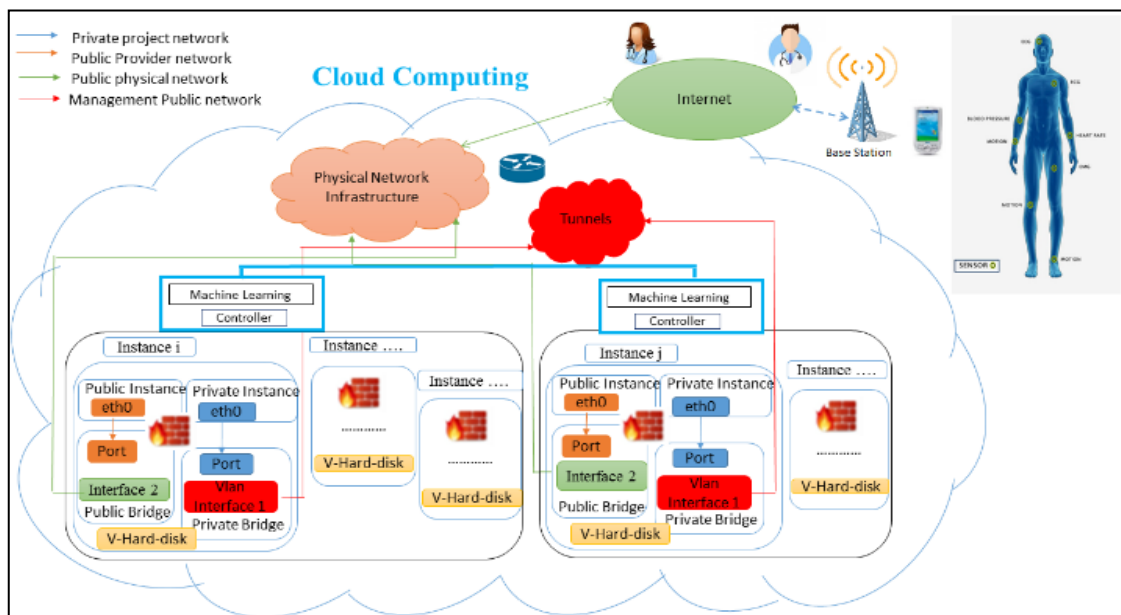 Private project network
Public Provider network
Public physical network
Management Public network
Cloud Computing
Internet
Base Station
Physical Network
Infrastructure
Tunnels
ECG
BLOOD PRESSURE
HEART RATE
MOTION
EMG
MOTION
MOTION
SENSOR
Machine Learning
Controller
Machine Learning
Controller
Instance i
Instance ....
Instance ....
Public Instance
eth0
Private Instance
eth0
Port
Port
Interface 2
Public Bridge
Vlan
Interface 1
Private Bridge
V-Hard-disk
............
V-Hard-disk
............
V-Hard-disk
Instance j
Instance ....
Public Instance
eth0
Private Instance
eth0
Port
Port
Interface 2
Public Bridge
Vlan
Interface 1
Private Bridge
V-Hard-disk
............
V-Hard-disk